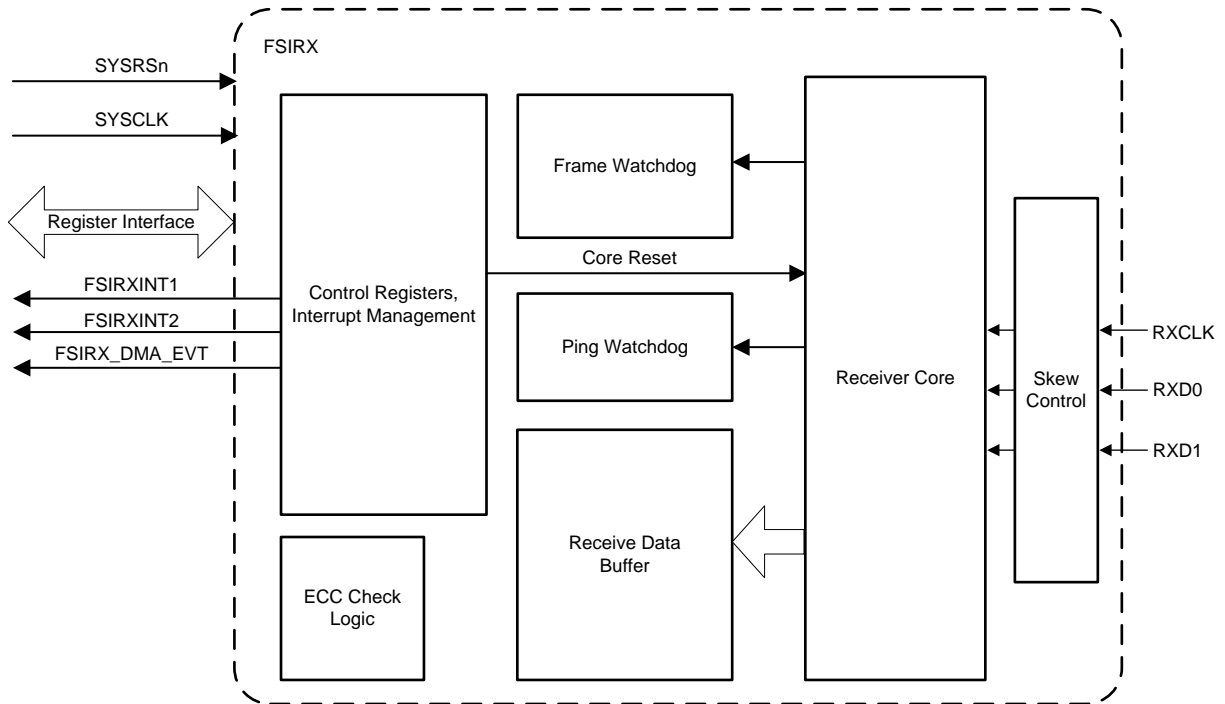 FSIRX
SYSRSn
SYSCLK
Register Interface
FSIRXINT1
FSIRXINT2
FSIRX_DMA_EVT
Control Registers,
Interrupt Management
ECC Check
Logic
Frame Watchdog
Core Reset
Ping Watchdog
Receive Data
Buffer
Receiver Core
Skew
Control
RXCLK
RXD0
RXD1